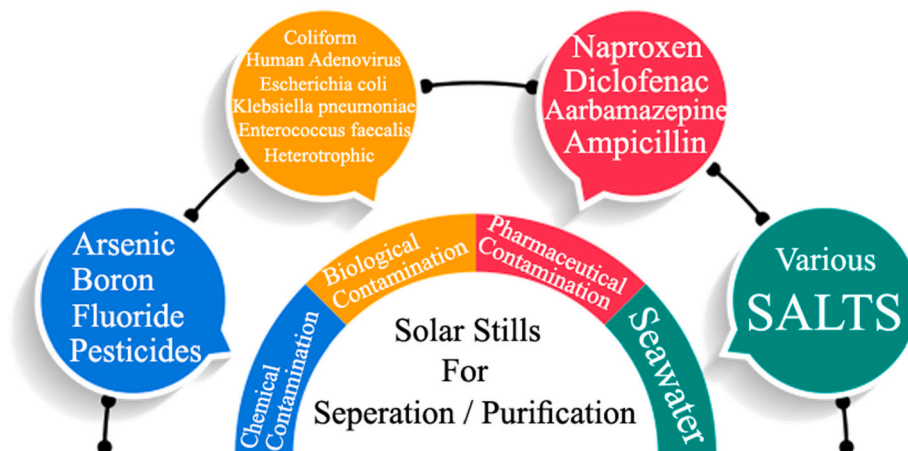 Coliform
Human Adenovirus
Escherichia coli
Klebsiella pneumoniae
Enterococcus faecalis
Heterotrophic
Naproxen
Diclofenac
Aarbamazepine
Ampicillin
Arsenic
Boron
Fluoride
Pesticides
Various
SALTS
Chemical
Contamination
Biological
Contamination
Pharmaceutical
Contamination
Seawater
Solar Stills
For
Seperation / Purification